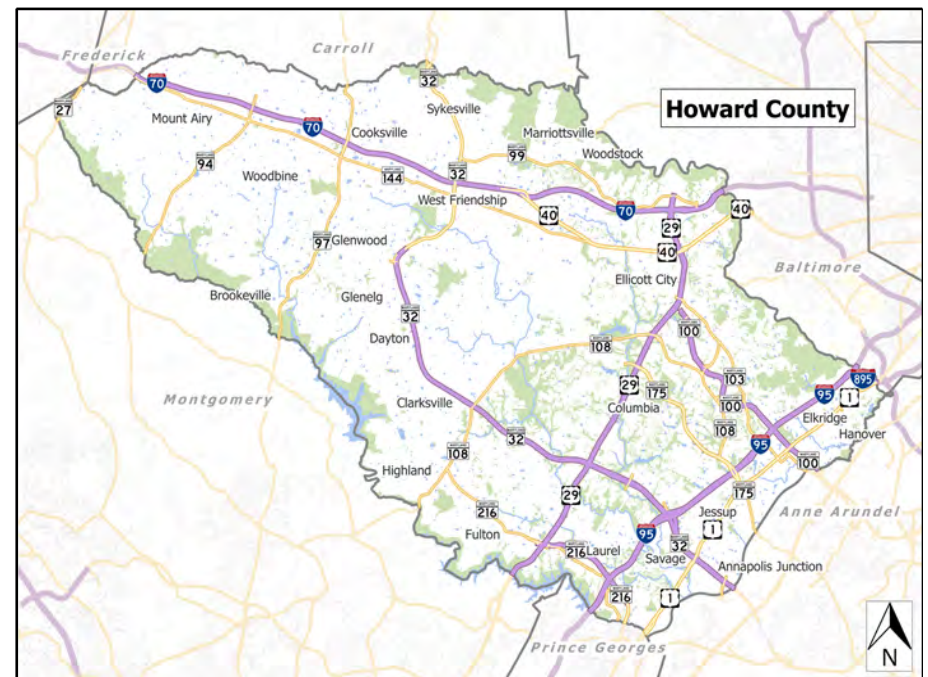 Carroll
Frederick
70
32
27
Howard County
Sykesville
Mount Airy
70
Cooksville
Marriottsville
99
Woodstock
94
32
Woodbine
144
West Friendship
40
70
40
29
97
Glenwood
40
Baltimore
Ellicott City
Brookeville
Glenelg
32
100
Dayton
108
103
895
29
175
95
1
Montgomery
Clarksville
Columbia
100
Elkridge
108
Hanover
32
108
95
100
Highland
29
175
216
Jessup
Anne Arundel
1
Fulton
95
216
Laurel
32
Savage
Annapolis Junction
216
1
Prince Georges
N